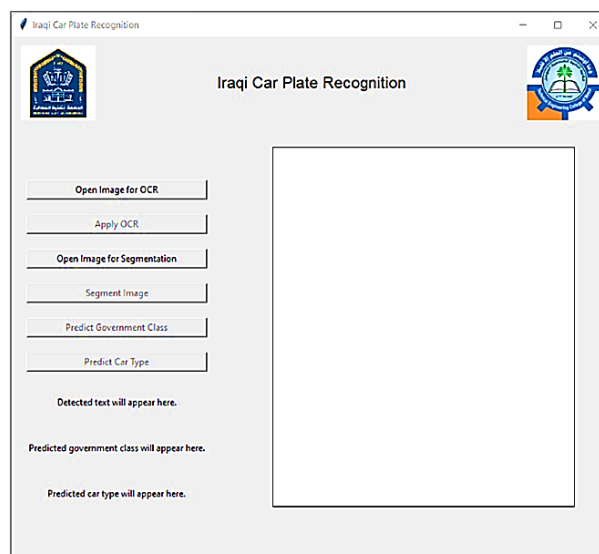 Iraqi Car Plate Recognition
Iraqi Car Plate Recognition
Open Image for OCR
Apply OCR
Open Image for Segmentation
Segment Image
Predict Government Class
Predict Car Type
Detected text will appear here.
Predicted government class will appear here.
Predicted car type will appear here.